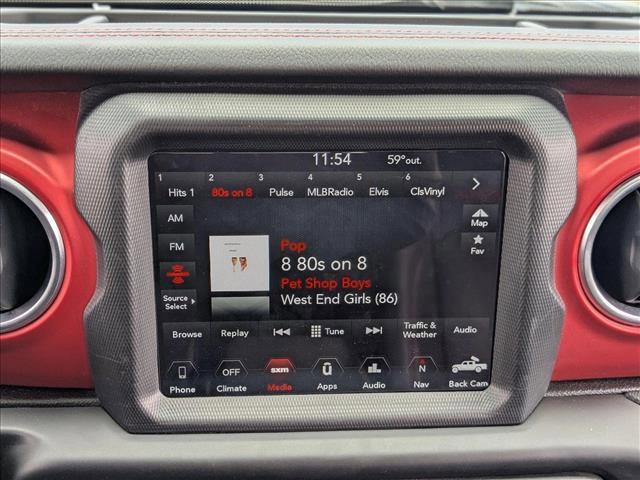 11:54 59°out.
1 2 3 4 5 6
Hits 1 80s on 8 Pulse MLBRadio Elvis ClsVinyl
AM
FM
Source Select
Map
Fav
Pop
8 80s on 8
Pet Shop Boys
West End Girls (86)
Browse Replay Tune Traffic & Weather Audio
OFF sxm ū N
Phone Climate Media Apps Audio Nav Back Cam